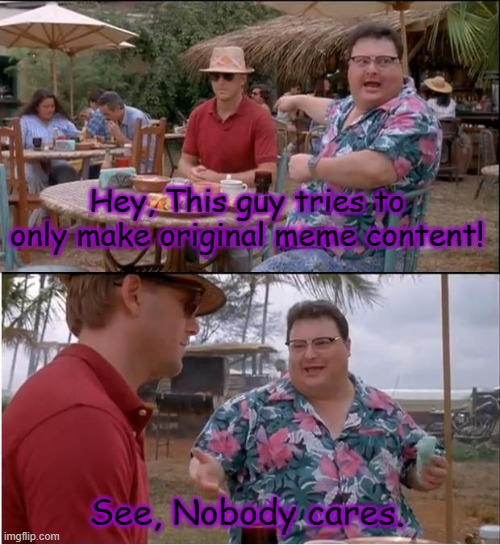 Hey, This guy tries to
only make original meme content!
See, Nobody cares.
imgflip.com